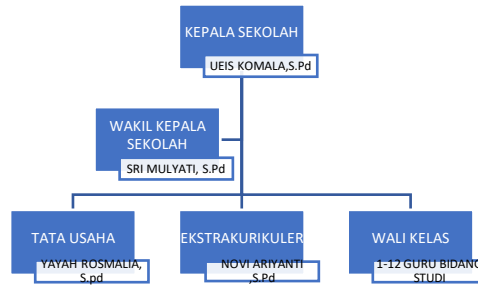 KEPALA SEKOLAH
UEIS KOMALA,S.Pd
WAKIL KEPALA
SEKOLAH
SRI MULYATI, S.Pd
TATA USAHA
YAYAH ROSMALIA,
S.pd
EKSTRAKURIKULER
NOVI ARIYANTI
,S.Pd
WALI KELAS
1-12 GURU BIDANG
STUDI